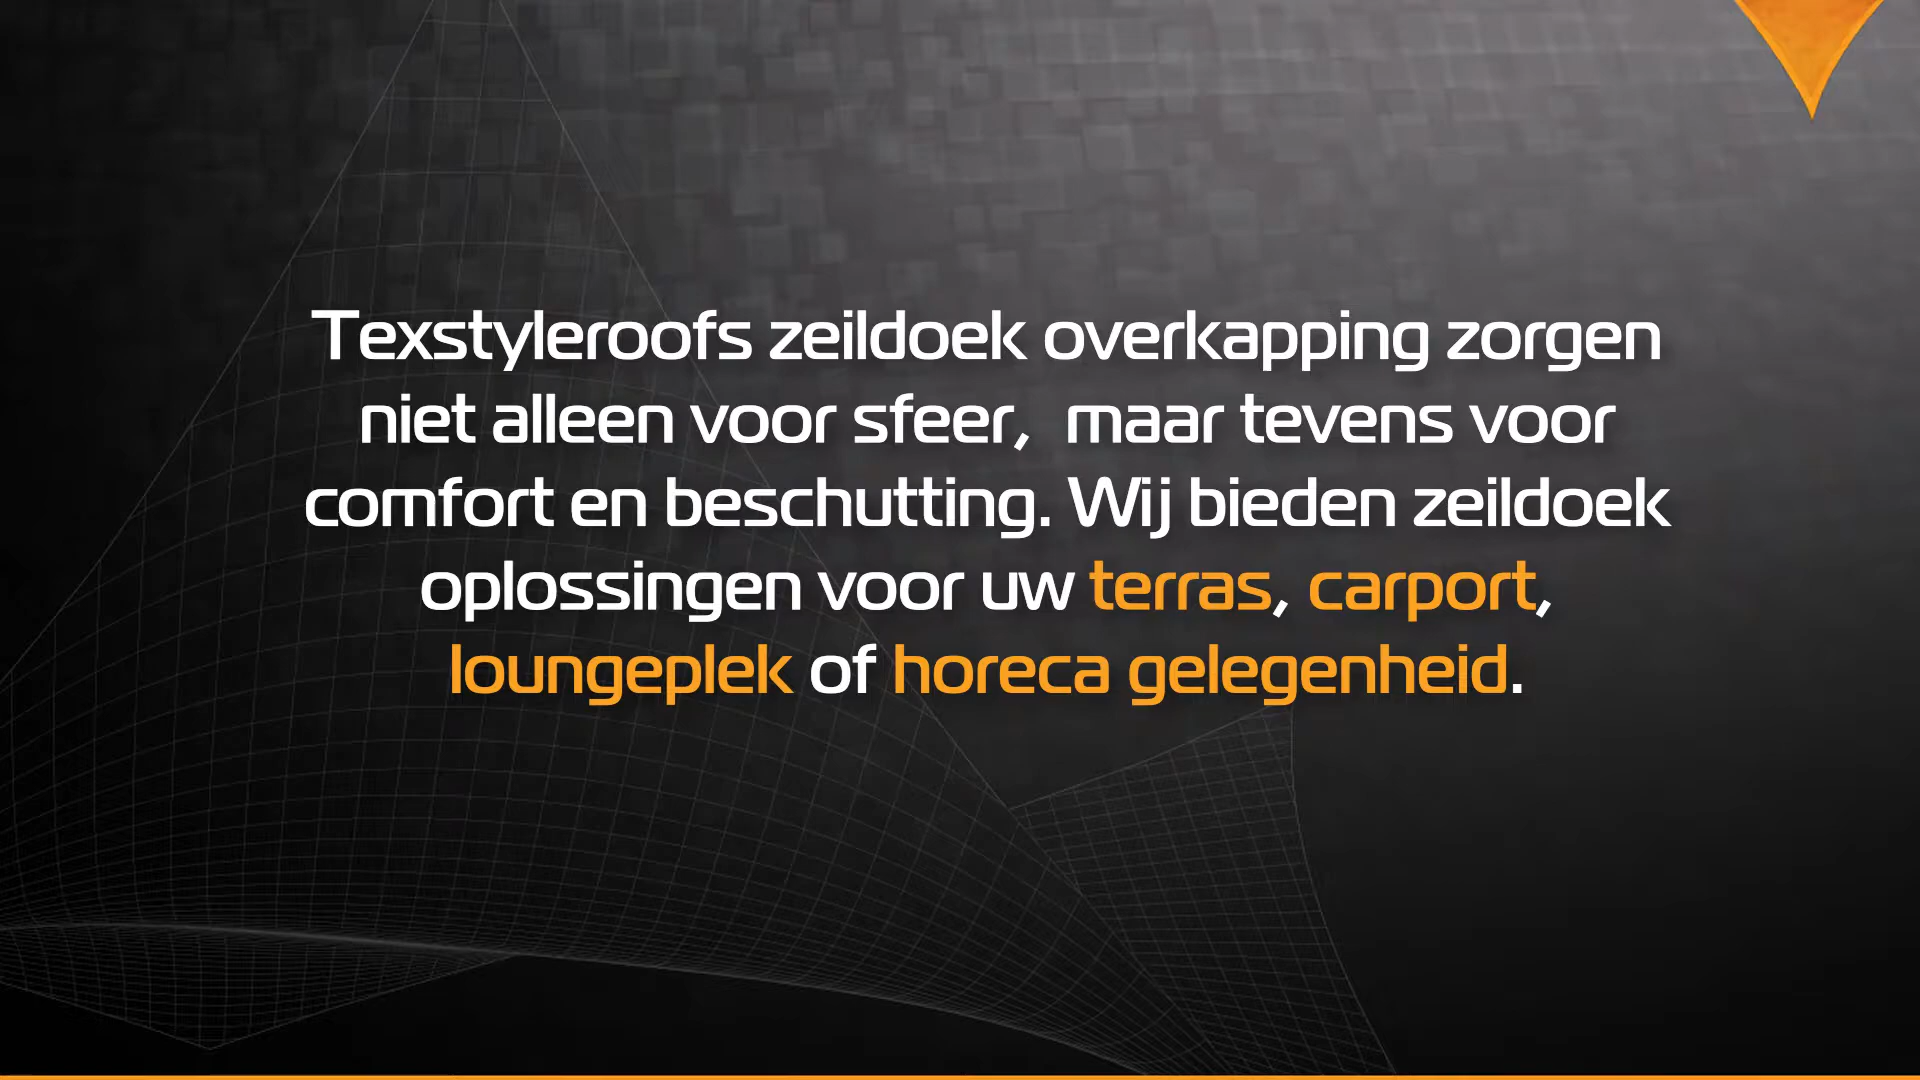 Texstyleroofs zeildoek overkapping zorgen
niet alleen voor sfeer,  maar tevens voor
comfort en beschutting. Wij bieden zeildoek
oplossingen voor uw terras, carport,
loungeplek of horeca gelegenheid.